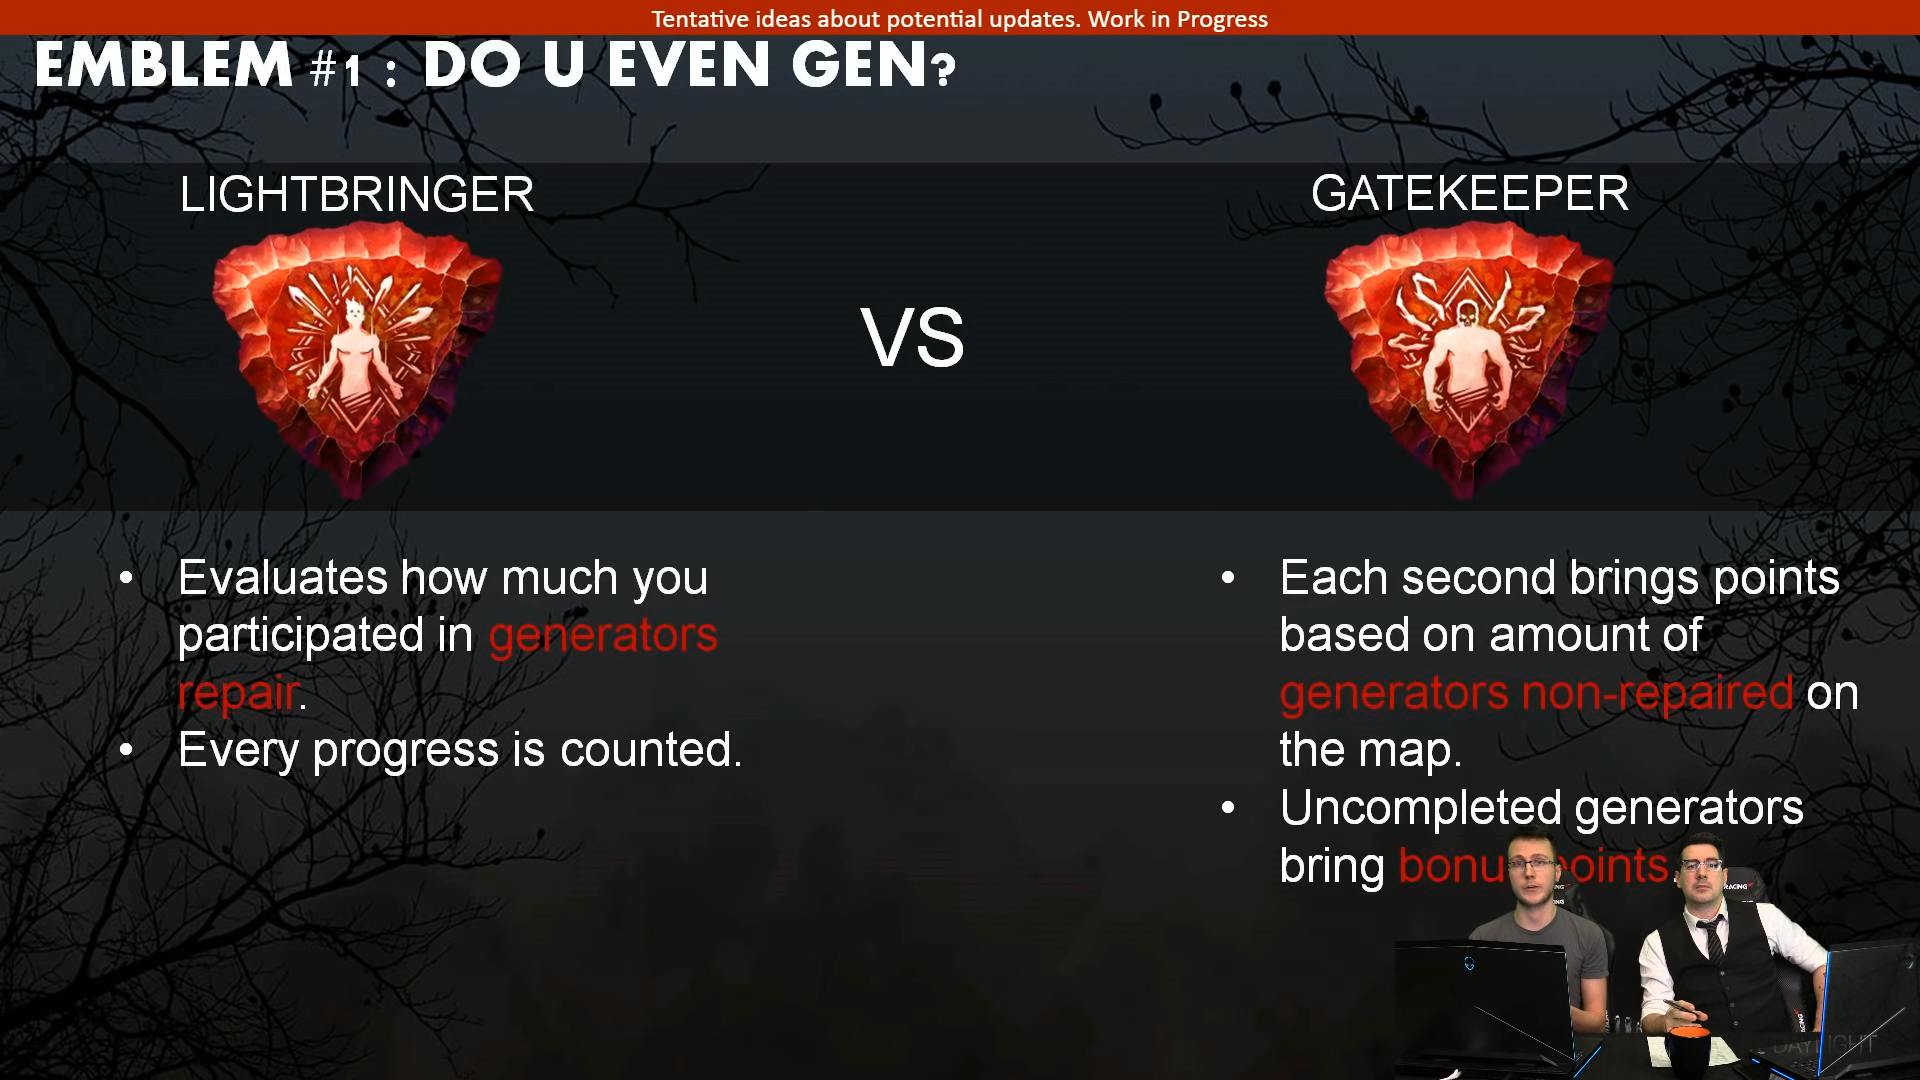 Tentative ideas about potential updates. Work in Progress
EMBLEM #1 : DO U EVEN GEN?
LIGHTBRINGER
GATEKEEPER
VS
• Evaluates how much you
participated in generators
repair.
• Every progress is counted.
• Each second brings points
based on amount of
generators non-repaired on
the map.
• Uncompleted generators
bring
RACING